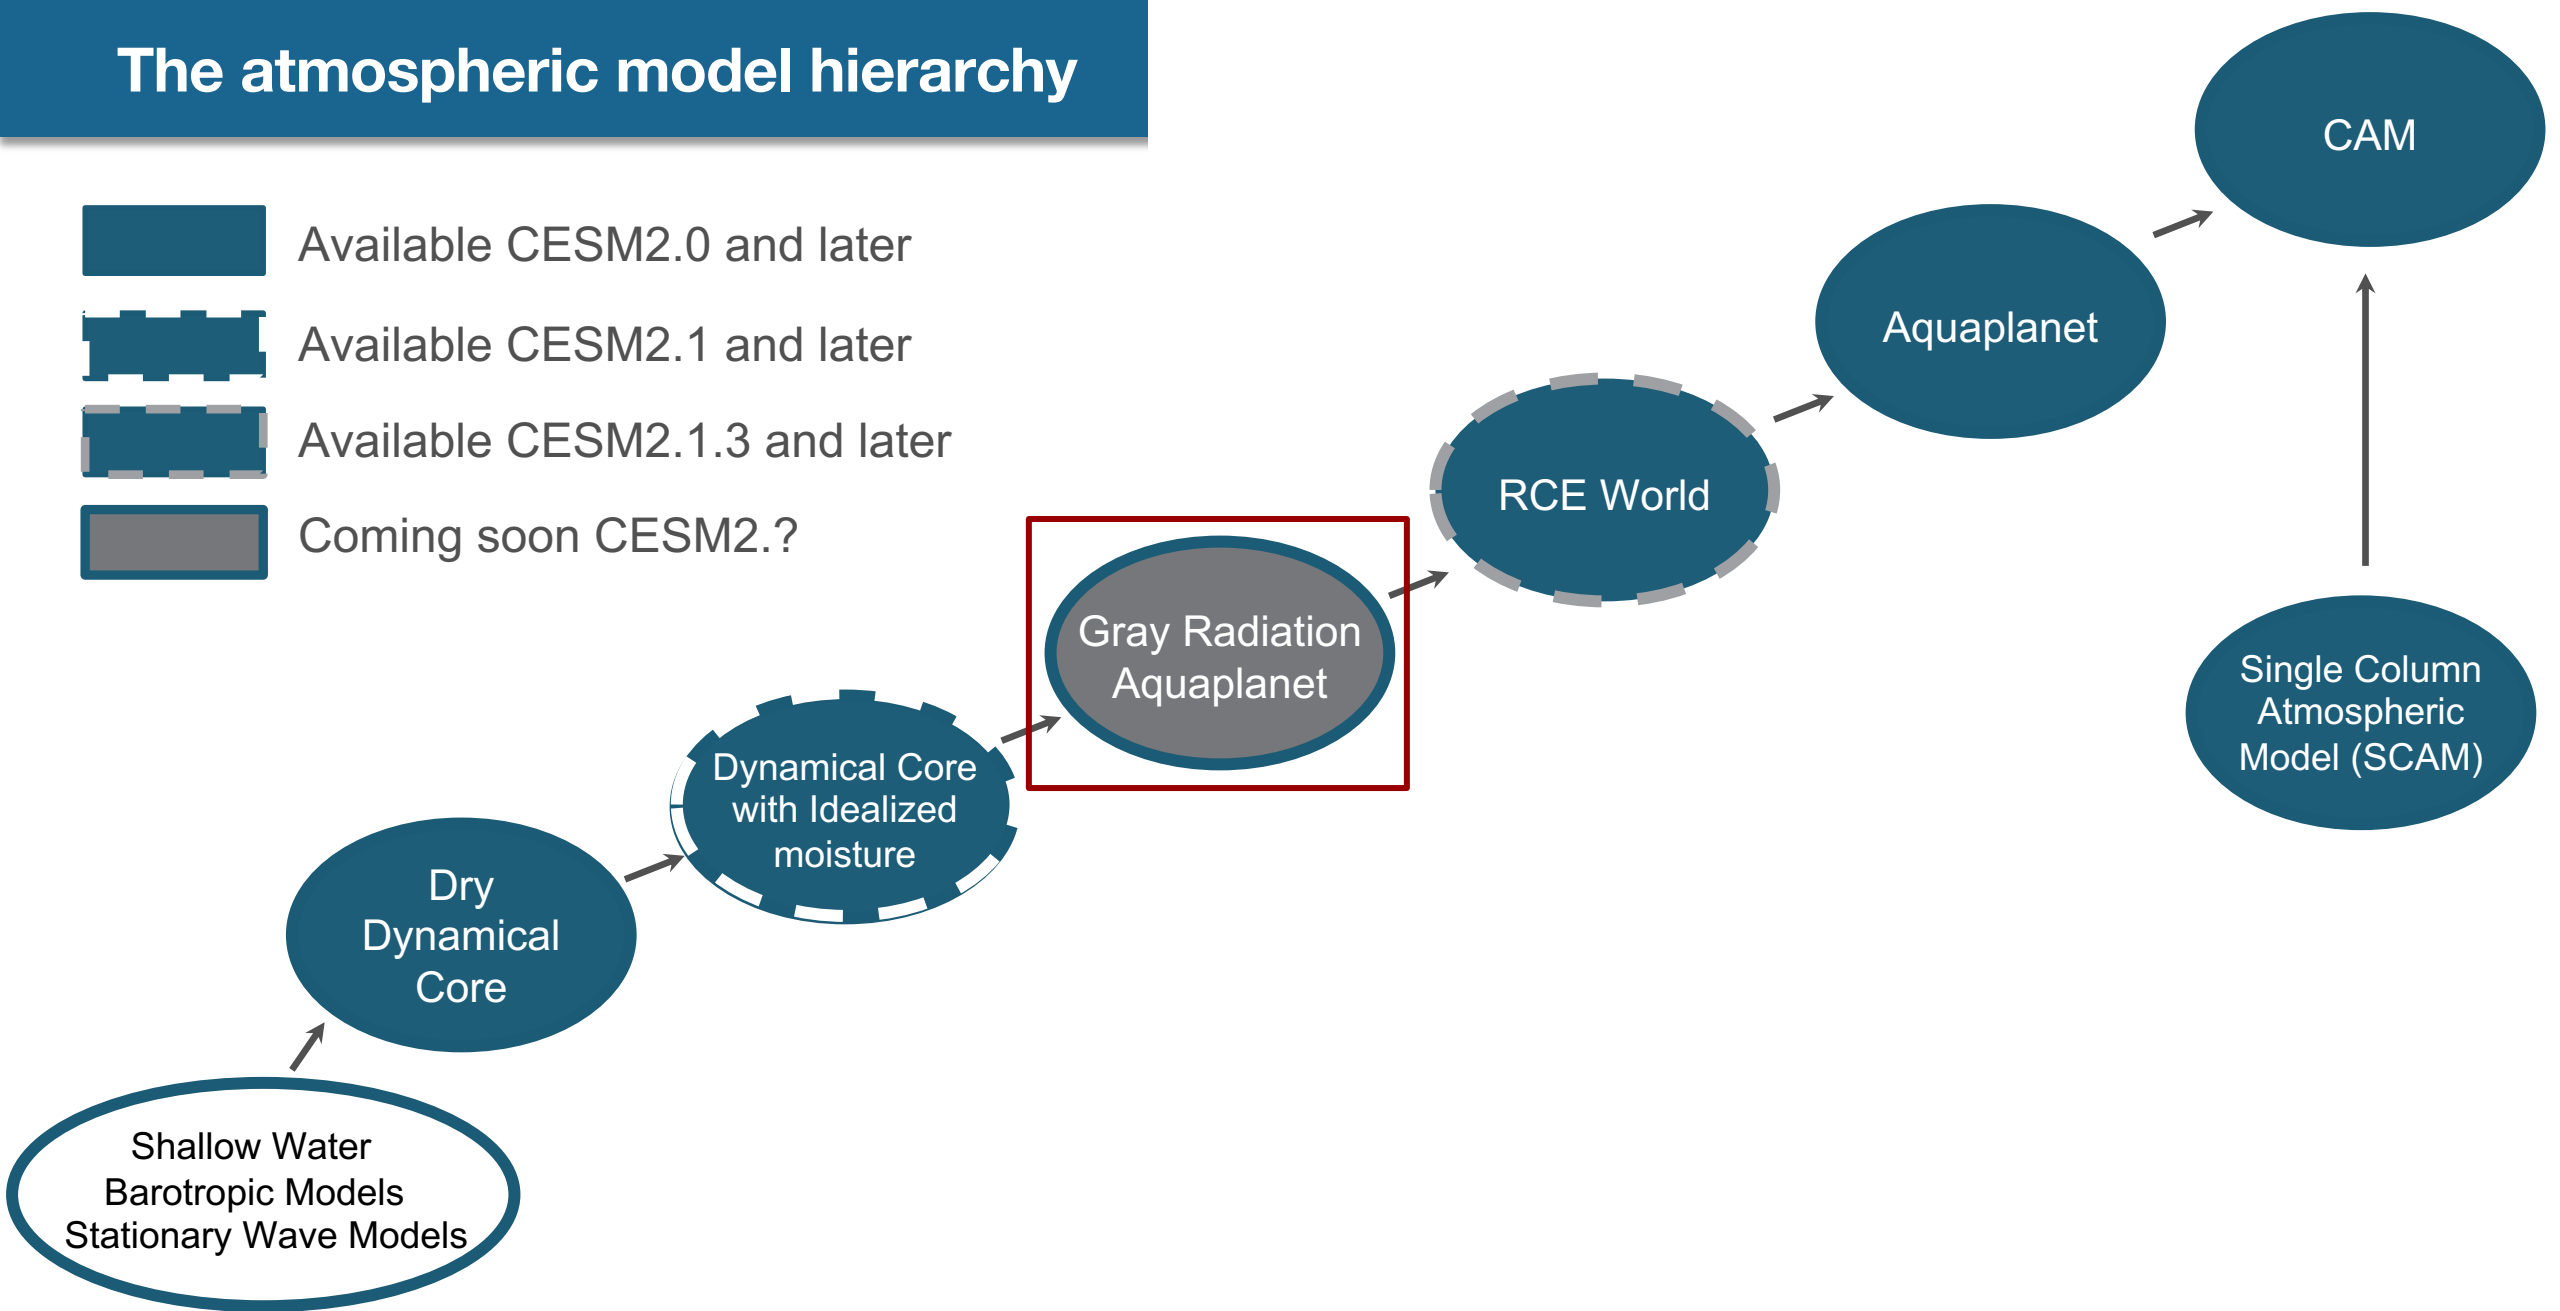 The atmospheric model hierarchy
Available CESM2.0 and later
Available CESM2.1 and later
Available CESM2.1.3 and later
Coming soon CESM2.?
CAM
Aquaplanet
RCE World
Gray Radiation
Aquaplanet
Single Column
Atmospheric
Model (SCAM)
Dynamical Core
with Idealized
moisture
Dry
Dynamical
Core
Shallow Water
Barotropic Models
Stationary Wave Models